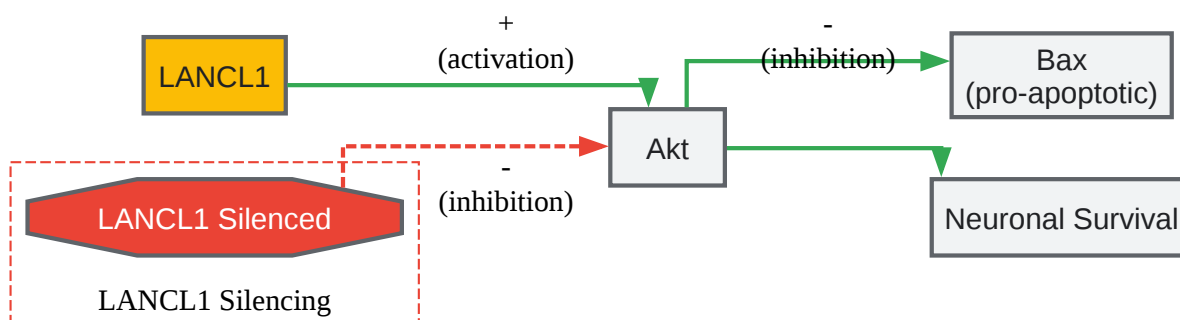 +
(activation)
-
(inhibition)
LANCL1
Bax
(pro-apoptotic)
Akt
-
(inhibition)
LANCL1 Silenced
Neuronal Survival
LANCL1 Silencing